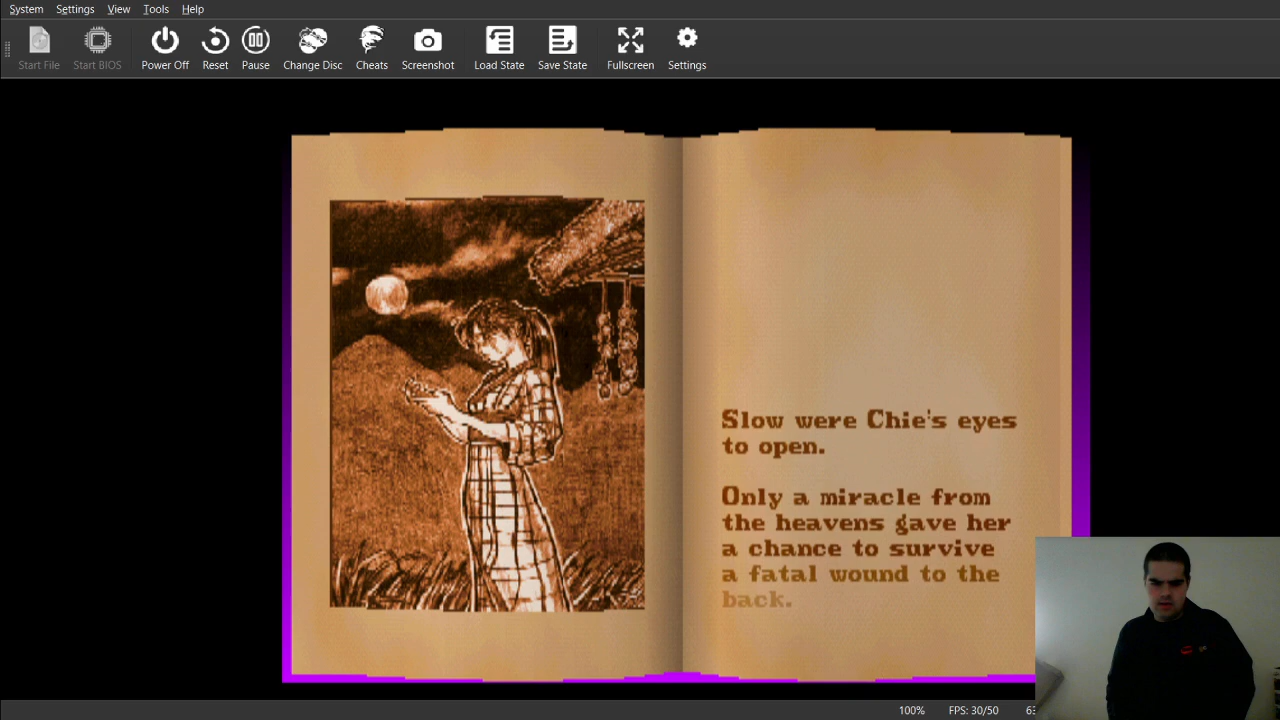 System Settings View Tools Help
Start File Start BIOS Power Off Reset Pause Change Disc Cheats Screenshot Load State Save State Fullscreen Settings
Slow were Chie's eyes
to open.
Only a miracle from
the heavens gave her
a chance to survive
a fatal wound to the
back.
100% FPS: 30/50